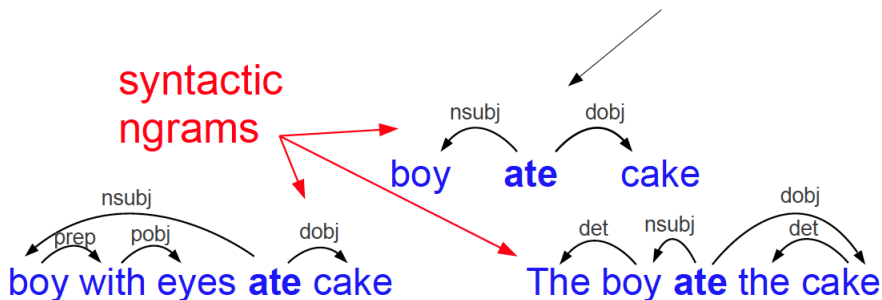 syntactic
ngrams
nsubj dobj
boy ate cake
nsubj
prep pobj dobj
boy with eyes ate cake
dobj
det nsubj det
The boy ate the cake